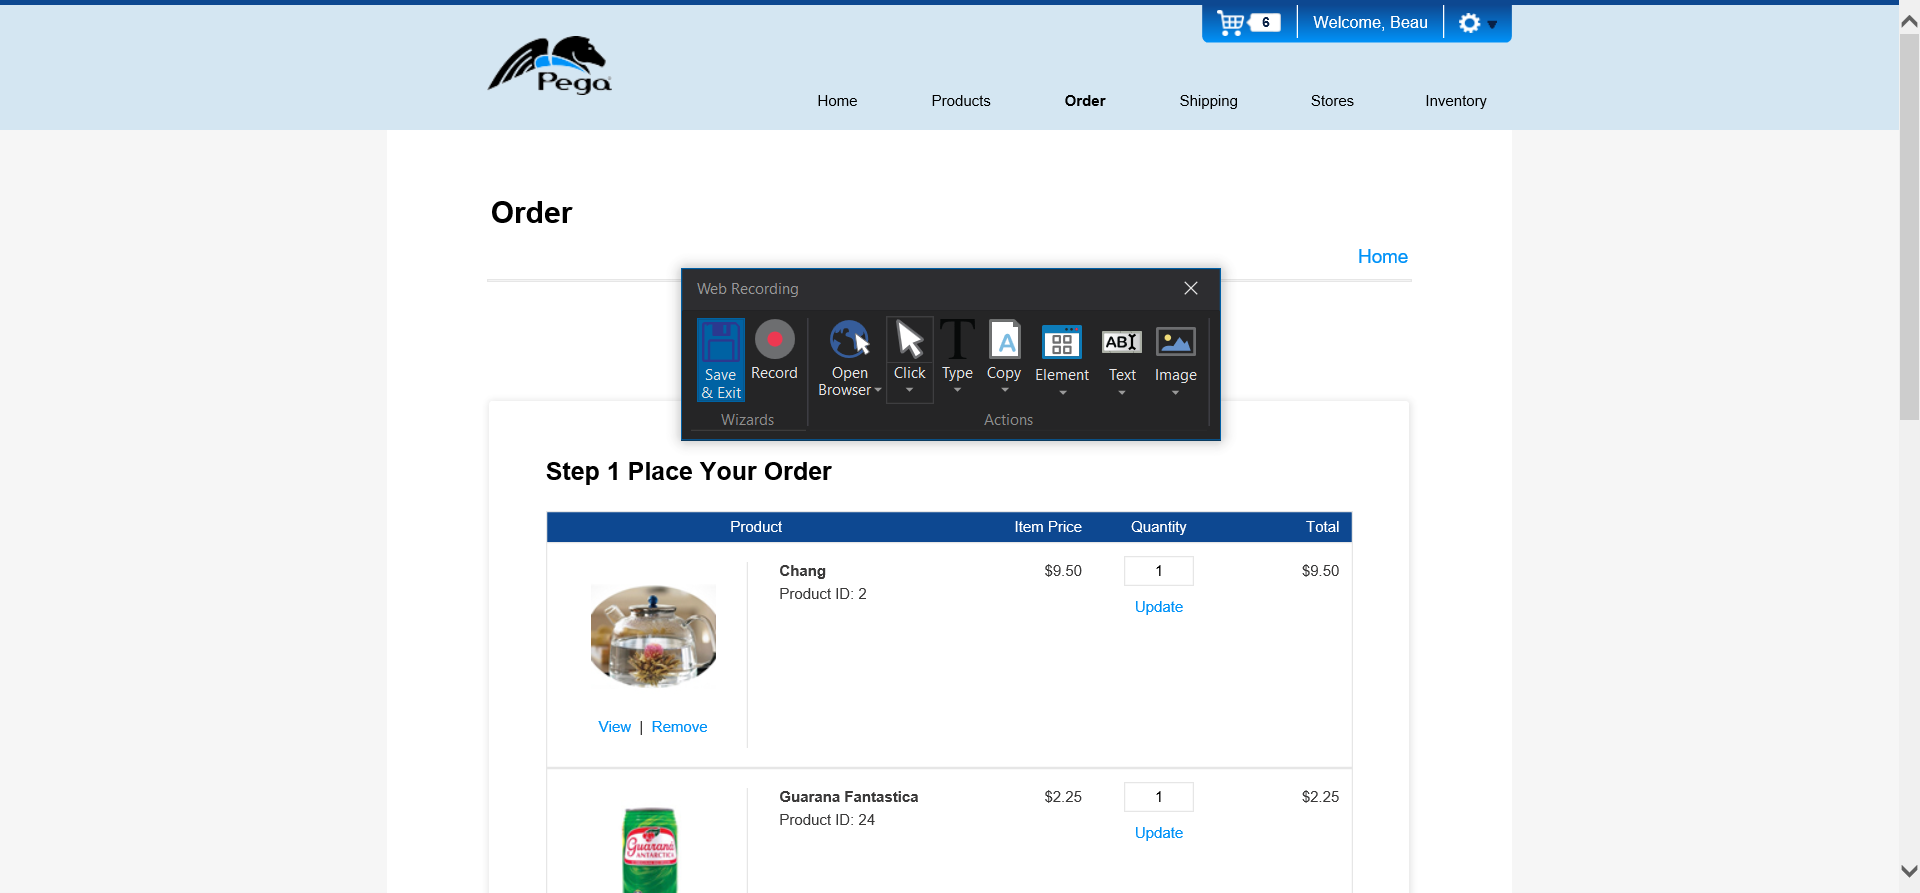 6
Welcome, Beau
Pega
Home
Products
Order
Shipping
Stores
Inventory
Order
Home
Web Recording
Save
& Exit
Record
Open
Browser
Click
T
Type
A
Copy
Element
AB
Text
Image
Wizards
Actions
Step 1 Place Your Order
Product
Item Price
Quantity
Total
Chang
$9.50
1
$9.50
Product ID: 2
Update
View | Remove
Guarana Fantastica
$2.25
1
$2.25
Product ID: 24
Update
Guaraná
ANTARCTICA